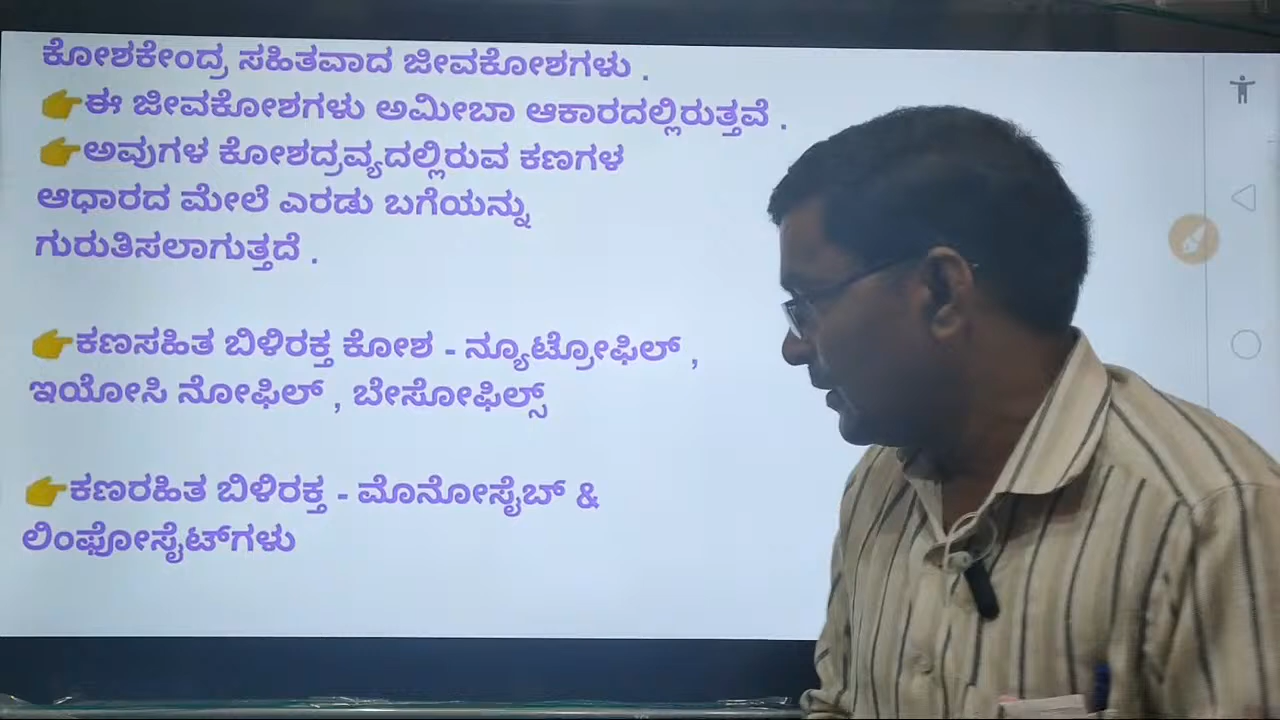 ಕೋಶಕೇಂದ್ರ ಸಹಿತವಾದ ಜೀವಕೋಶಗಳು .
👉ಈ ಜೀವಕೋಶಗಳು ಅಮೀಬಾ ಆಕಾರದಲ್ಲಿರುತ್ತವೆ .
👉ಅವುಗಳ ಕೋಶದ್ರವ್ಯದಲ್ಲಿರುವ ಕಣಗಳ
ಆಧಾರದ ಮೇಲೆ ಎರಡು ಬಗೆಯನ್ನು
ಗುರುತಿಸಲಾಗುತ್ತದೆ .
👉ಕಣಸಹಿತ ಬಿಳಿರಕ್ತ ಕೋಶ - ನ್ಯೂಟ್ರೋಫಿಲ್ ,
ಇಯೋಸಿ ನೋಫಿಲ್ , ಬೇಸೋಫಿಲ್ಸ್
👉ಕಣರಹಿತ ಬಿಳಿರಕ್ತ - ಮೊನೋಸೈಬ್ &
ಲಿಂಫೋಸೈಟ್‌ಗಳು